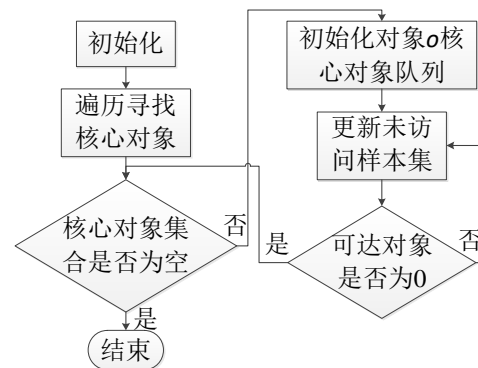 初始化
遍历寻找
核心对象
核心对象集
合是否为空
否
是
结束
初始化对象o核
心对象队列
更新未访
问样本集
可达对象
是否为0
是
否